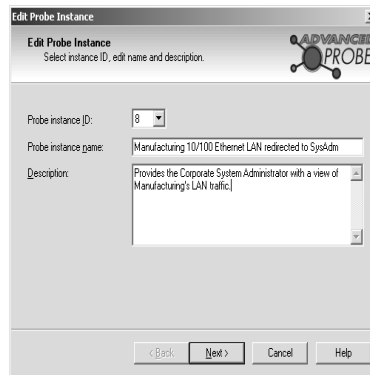 Edit Probe Instance
Edit Probe Instance
Select instance ID, edit name and description.
ADVANCED
PROBE
Probe instance ID: 8
Probe instance name: Manufacturing 10/100 Ethernet LAN redirected to SysAdm
Description: Provides the Corporate System Administrator with a view of
Manufacturing's LAN traffic.
< Back Next > Cancel Help